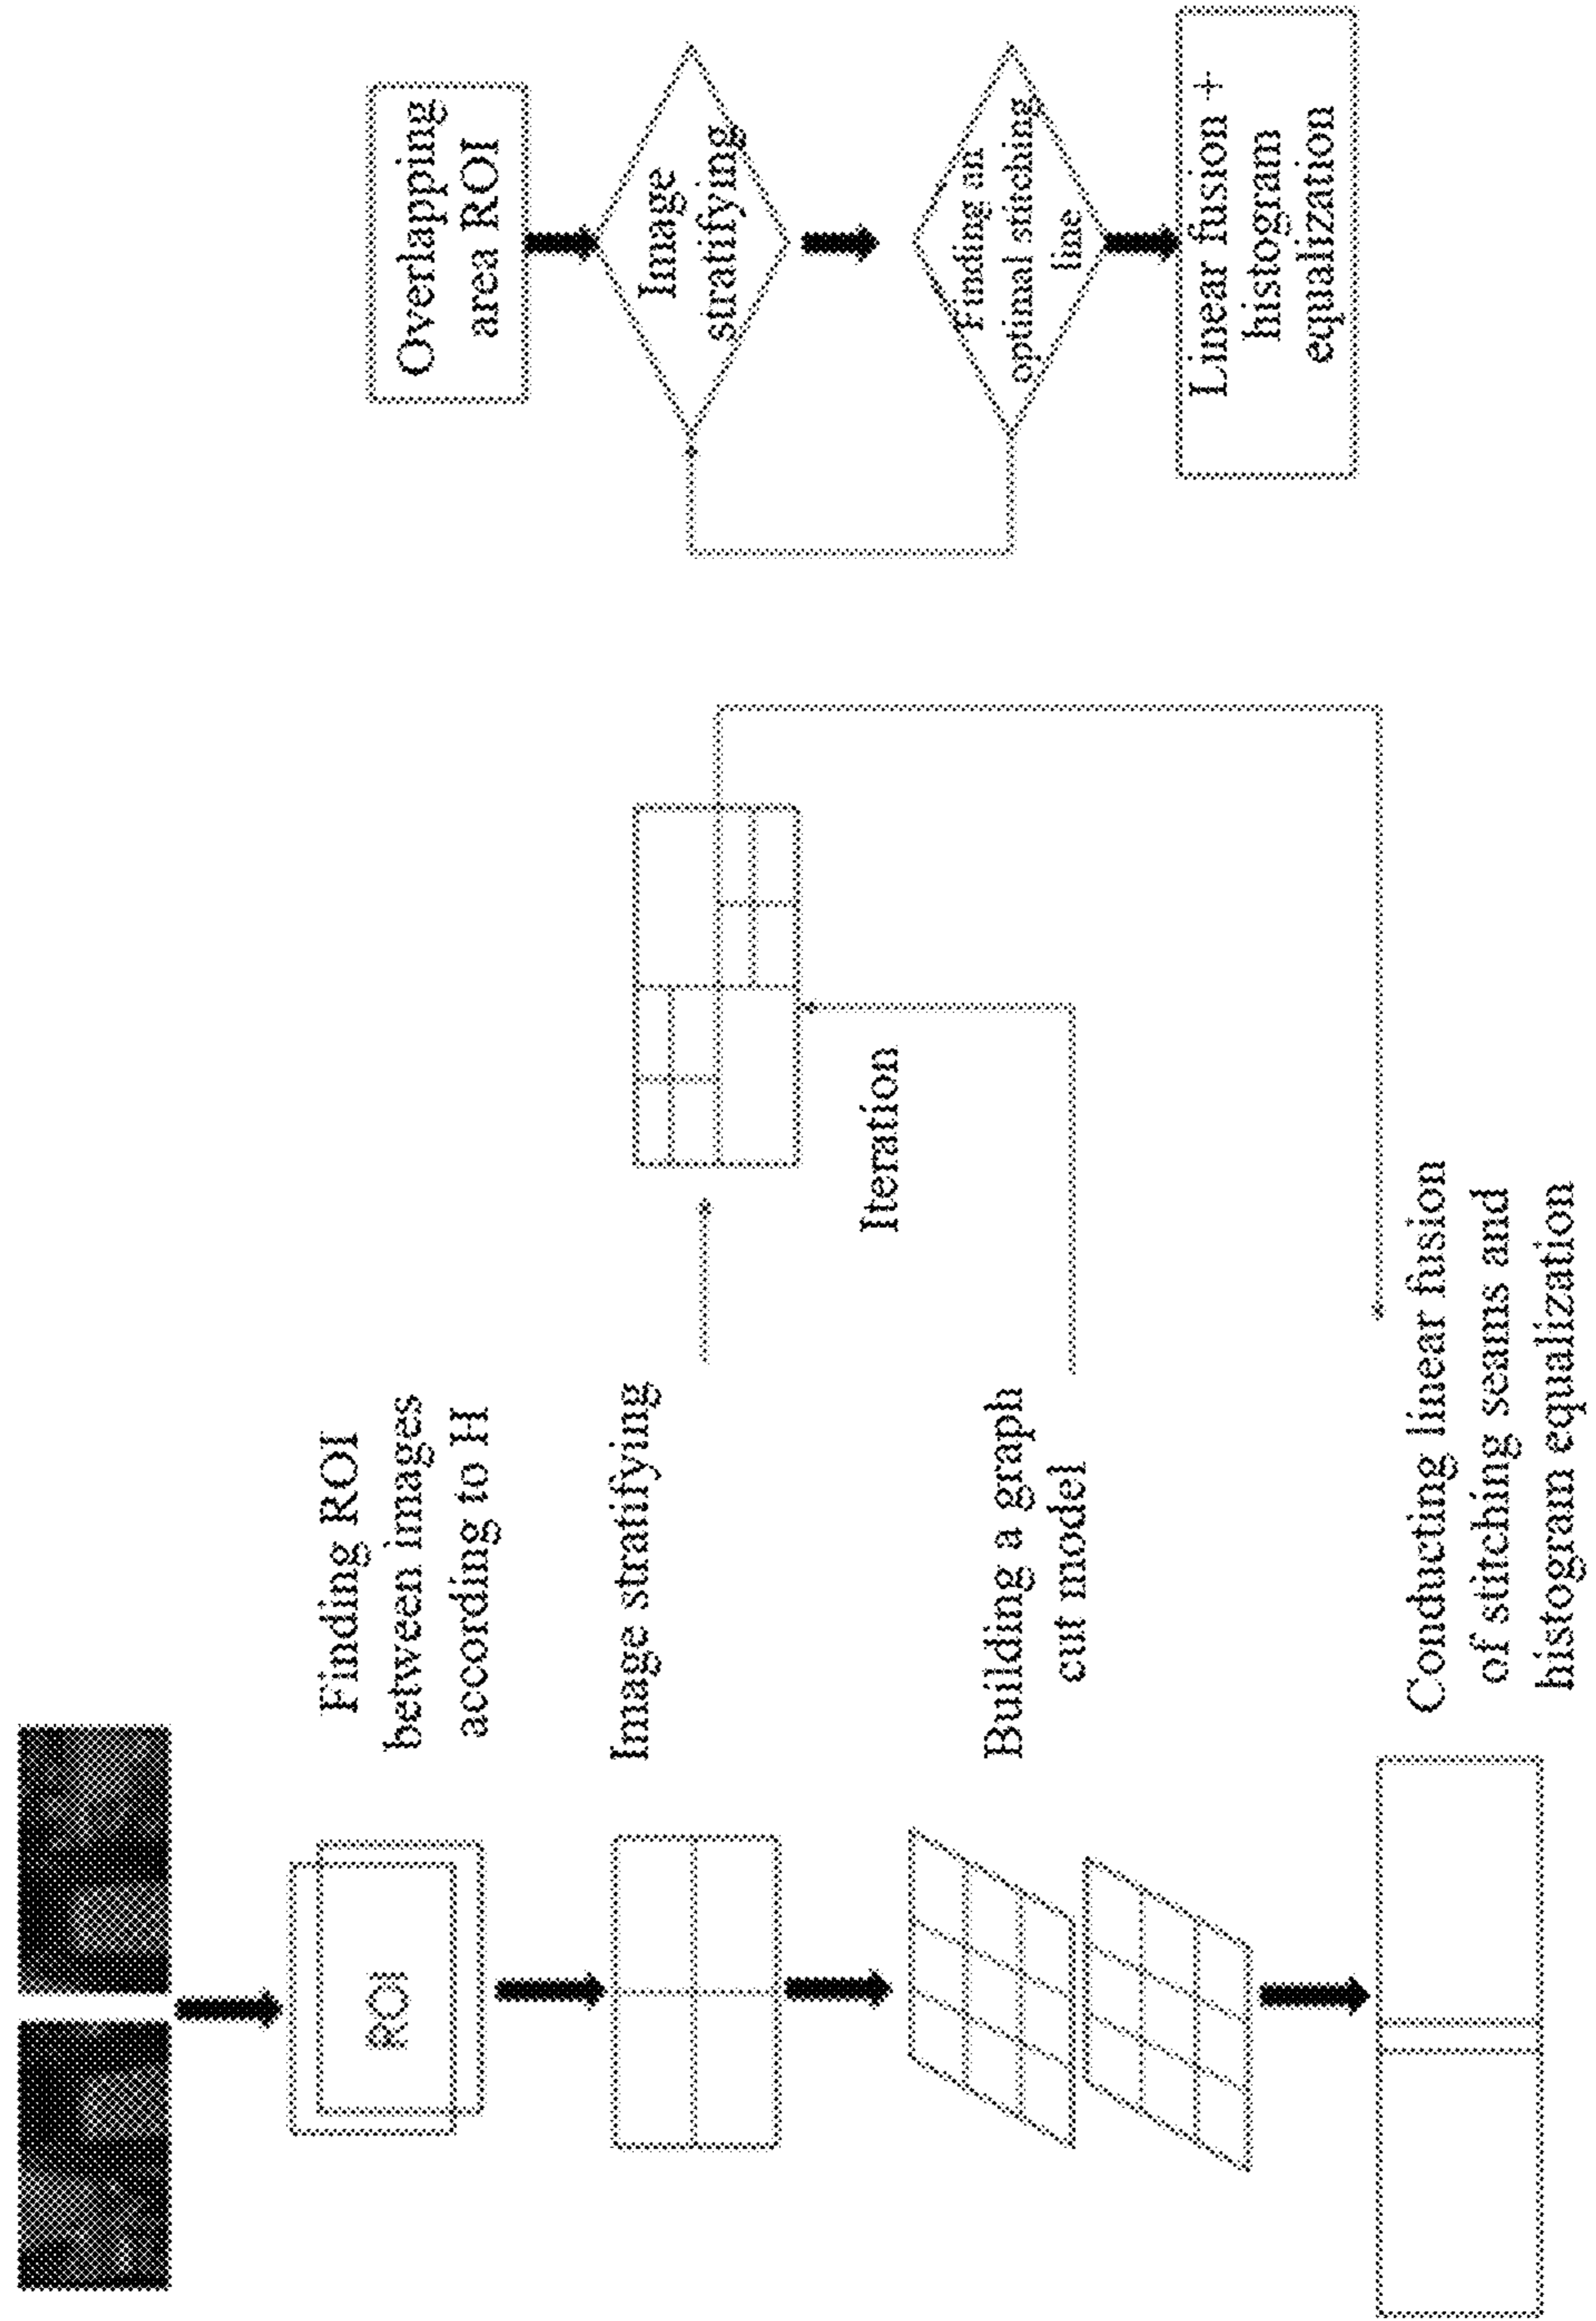 Finding ROI
between images
according to H
ROI
Image stratifying
Iteration
Building a graph
cut model
Conducting linear fusion
of stitching seams and
histogram equalization
Overlapping
area ROI
Image
stratifying
Finding an
optimal stitching
line
Linear fusion +
histogram
equalization